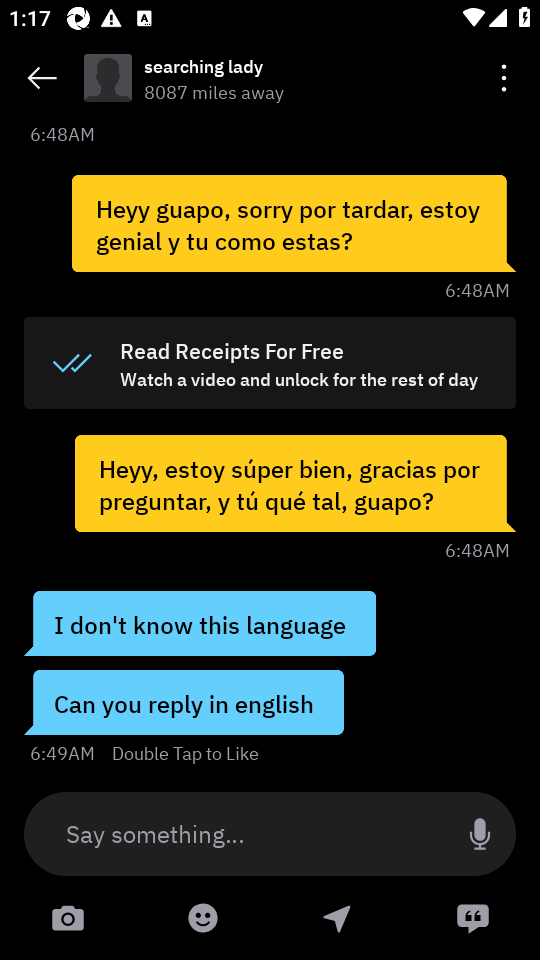 1:17
searching lady
8087 miles away
6:48AM
Heyy guapo, sorry por tardar, estoy
genial y tu como estas?
6:48AM
Read Receipts For Free
Watch a video and unlock for the rest of day
Heyy, estoy súper bien, gracias por
preguntar, y tú qué tal, guapo?
6:48AM
I don't know this language
Can you reply in english
6:49AM Double Tap to Like
Say something...